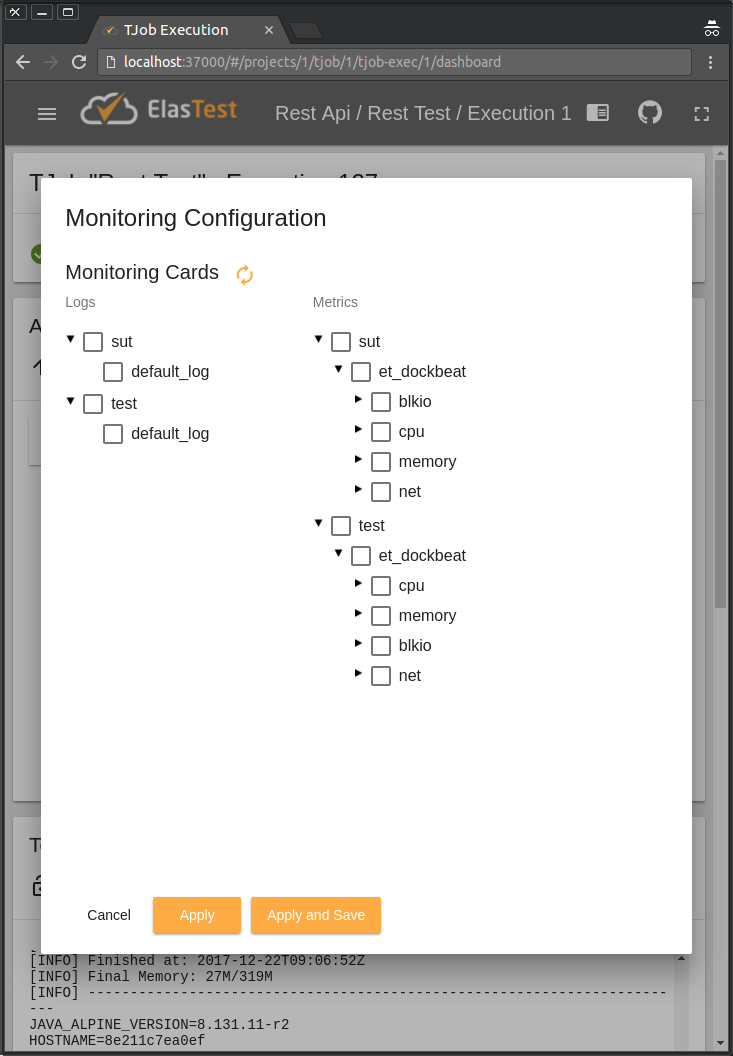 TJob Execution
localhost:37000/#/projects/1/tjob/1/tjob-exec/1/dashboard
ElasTest
Rest Api / Rest Test / Execution 1
Monitoring Configuration
Monitoring Cards
Logs
Metrics
sut
default_log
test
default_log
sut
et_dockbeat
blkio
cpu
memory
net
test
et_dockbeat
cpu
memory
blkio
net
Cancel
Apply
Apply and Save
[INFO] Finished at: 2017-12-22T09:06:52Z
[INFO] Final Memory: 27M/319M
[INFO] ---------------------------------------------------------------------
---
JAVA_ALPINE_VERSION=8.131.11-r2
HOSTNAME=8e211c7ea0ef